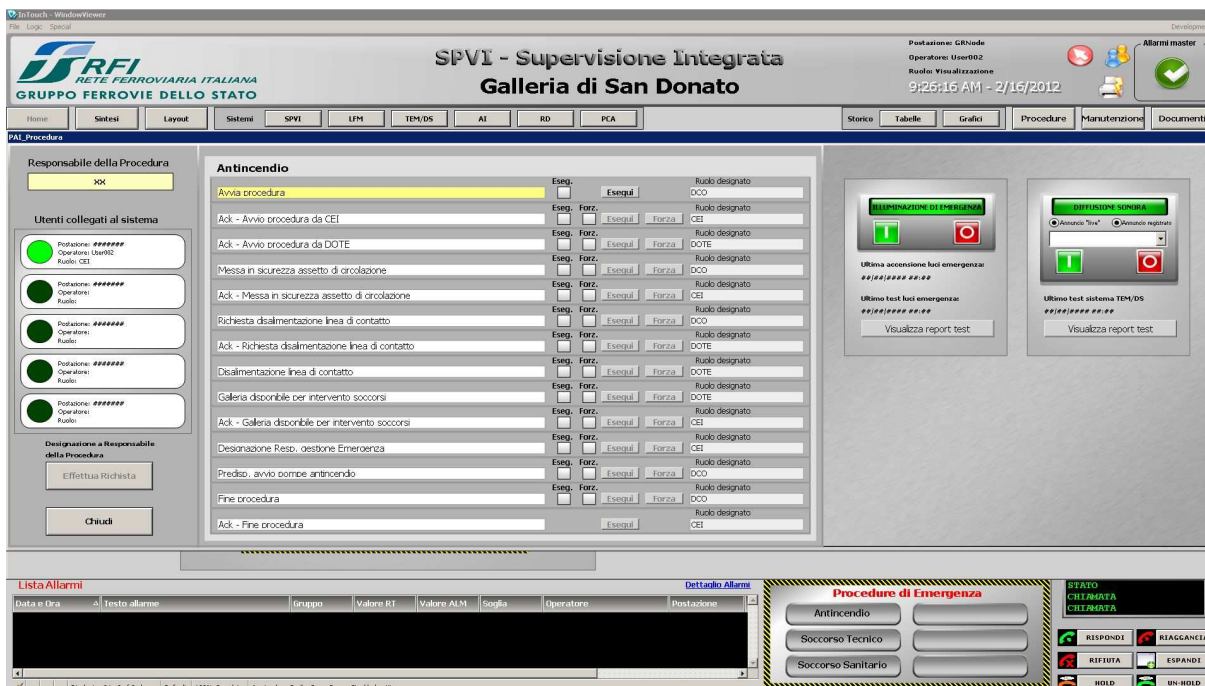 InTouch - WindowViewer
File Logic Special
Developme
RFI
RETE FERROVIARIA ITALIANA
GRUPPO FERROVIE DELLO STATO
SPVI - Supervisione Integrata
Galleria di San Donato
Postazione: GRNode
Operatore: User002
Ruolo: Visualizzazione
9:26:16 AM - 2/16/2012
Allarmi master
Home Sintesi Layout Sistemi SPVI LFM TEM/DS AI RD PCA Storico Tabelle Grafici Procedure Manutenzione Documenti
PAI_Procedura
Responsabile della Procedura
XX
Utenti collegati al sistema
Postazione: #######
Operatore: User002
Ruolo: CEI
Postazione: #######
Operatore:
Ruolo:
Postazione: #######
Operatore:
Ruolo:
Postazione: #######
Operatore:
Ruolo:
Postazione: #######
Operatore:
Ruolo:
Designazione a Responsabile
della Procedura
Effettua Richista
Chiudi
Antincendio
Eseg. Ruolo designato
Avvia procedura Esegui DCO
Eseg. Forz. Ruolo designato
Ack - Avvio procedura da CEI Esegui Forza CEI
Eseg. Forz. Ruolo designato
Ack - Avvio procedura da DOTE Esegui Forza DOTE
Eseg. Forz. Ruolo designato
Messa in sicurezza assetto di circolazione Esegui Forza DCO
Eseg. Forz. Ruolo designato
Ack - Messa in sicurezza assetto di circolazione Esegui Forza CEI
Eseg. Forz. Ruolo designato
Richiesta disalimentazione linea di contatto Esegui Forza DCO
Eseg. Forz. Ruolo designato
Ack - Richiesta disalimentazione linea di contatto Esegui Forza DOTE
Eseg. Forz. Ruolo designato
Disalimentazione linea di contatto Esegui Forza DOTE
Eseg. Forz. Ruolo designato
Galleria disponibile per intervento soccorsi Esegui Forza DOTE
Eseg. Forz. Ruolo designato
Ack - Galleria disponibile per intervento soccorsi Esegui Forza CEI
Eseg. Forz. Ruolo designato
Designazione Resp. gestione Emergenza Esegui Forza CEI
Eseg. Forz. Ruolo designato
Predisp. avvio pompe antincendio Esegui Forza DCO
Eseg. Forz. Ruolo designato
Fine procedura Esegui Forza DCO
Ruolo designato
Ack - Fine procedura Esegui CEI
ILLUMINAZIONE DI EMERGENZA
I O
Ultima accensione luci emergenza:
##/##/#### ##:##
Ultimo test luci emergenza:
##/##/#### ##:##
Visualizza report test
DIFFUSIONE SONORA
Annuncio "live" Annuncio registrato
I O
Ultimo test sistema TEM/DS
##/##/#### ##:##
Visualizza report test
Lista Allarmi
Dettaglio Allarmi
Data e Ora Testo allarme Gruppo Valore RT Valore ALM Soglia Operatore Postazione
Procedure di Emergenza
Antincendio
Soccorso Tecnico
Soccorso Sanitario
STATO
CHIAMATA
CHIAMATA
RISPONDI RIAGGANCIA
RIFIUTA ESPANDI
HOLD UN-HOLD